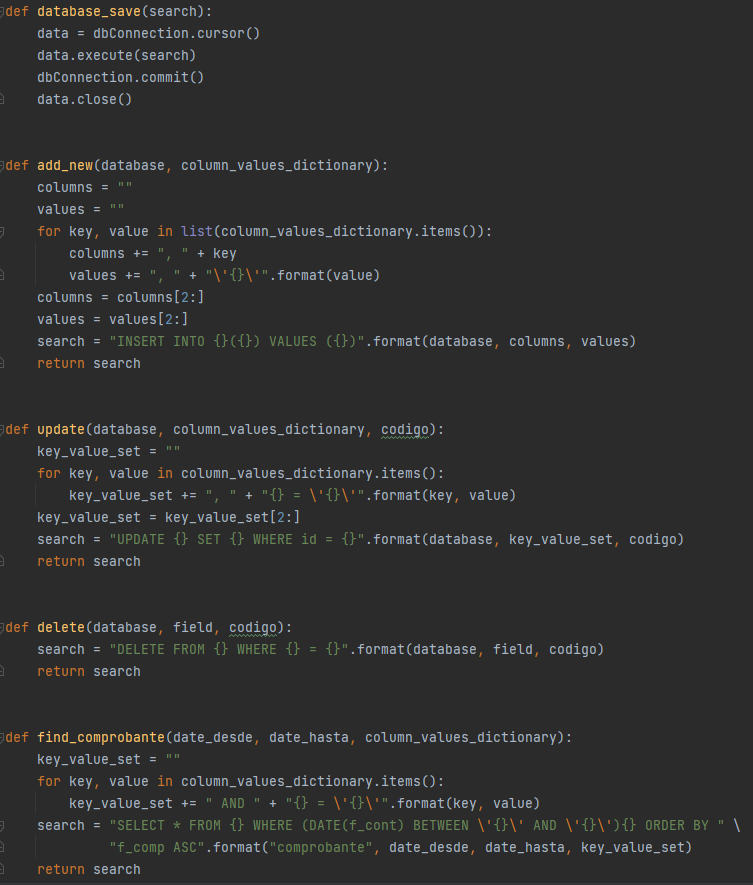 def database_save(search):
    data = dbConnection.cursor()
    data.execute(search)
    dbConnection.commit()
    data.close()
def add_new(database, column_values_dictionary):
    columns = ""
    values = ""
    for key, value in list(column_values_dictionary.items()):
        columns += ", " + key
        values += ", " + "\'{}\'".format(value)
    columns = columns[2:]
    values = values[2:]
    search = "INSERT INTO {}({}) VALUES ({})".format(database, columns, values)
    return search
def update(database, column_values_dictionary, codigo):
    key_value_set = ""
    for key, value in column_values_dictionary.items():
        key_value_set += ", " + "{} = \'{}\'".format(key, value)
    key_value_set = key_value_set[2:]
    search = "UPDATE {} SET {} WHERE id = {}".format(database, key_value_set, codigo)
    return search
def delete(database, field, codigo):
    search = "DELETE FROM {} WHERE {} = {}".format(database, field, codigo)
    return search
def find_comprobante(date_desde, date_hasta, column_values_dictionary):
    key_value_set = ""
    for key, value in column_values_dictionary.items():
        key_value_set += " AND " + "{} = \'{}\'".format(key, value)
    search = "SELECT * FROM {} WHERE (DATE(f_cont) BETWEEN \'{}\' AND \'{}\'){} ORDER BY " \
             "f_comp ASC".format("comprobante", date_desde, date_hasta, key_value_set)
    return search